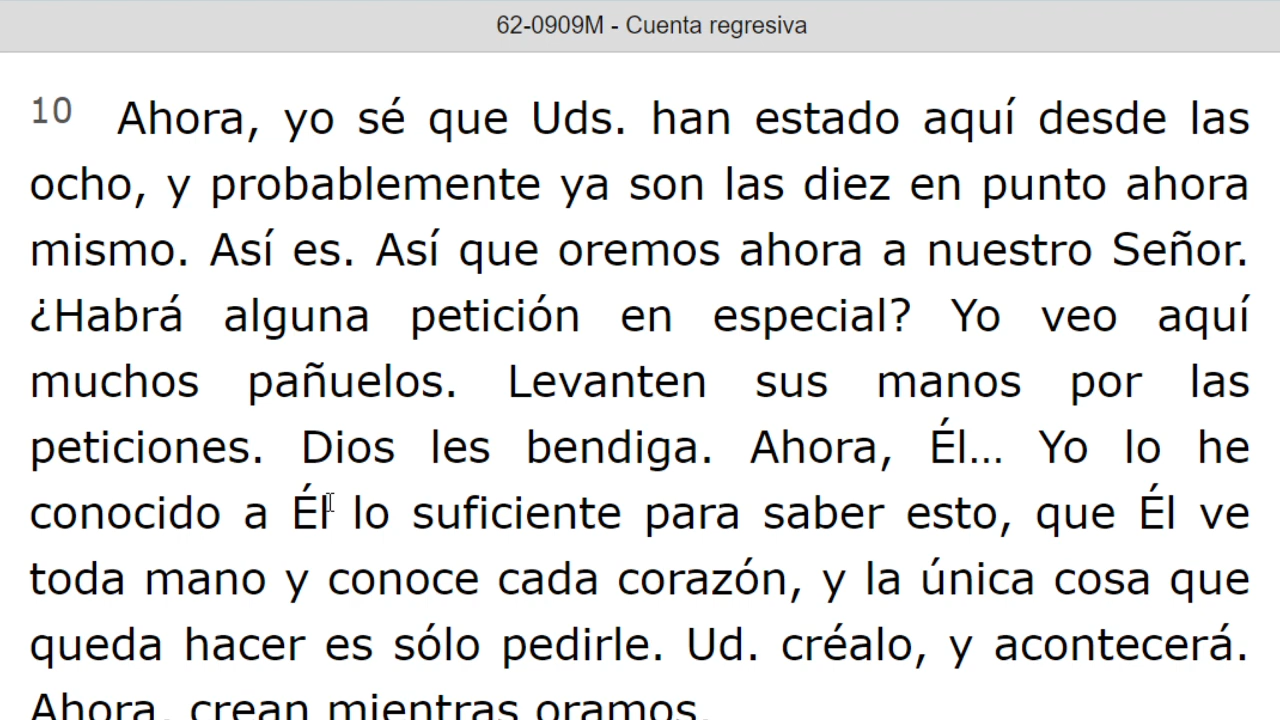 62-0909M - Cuenta regresiva
10 Ahora, yo sé que Uds. han estado aquí desde las
ocho, y probablemente ya son las diez en punto ahora
mismo. Así es. Así que oremos ahora a nuestro Señor.
¿Habrá alguna petición en especial? Yo veo aquí
muchos pañuelos. Levanten sus manos por las
peticiones. Dios les bendiga. Ahora, Él... Yo lo he
conocido a Él lo suficiente para saber esto, que Él ve
toda mano y conoce cada corazón, y la única cosa que
queda hacer es sólo pedirle. Ud. créalo, y acontecerá.
Ahora, crean mientras oramos.